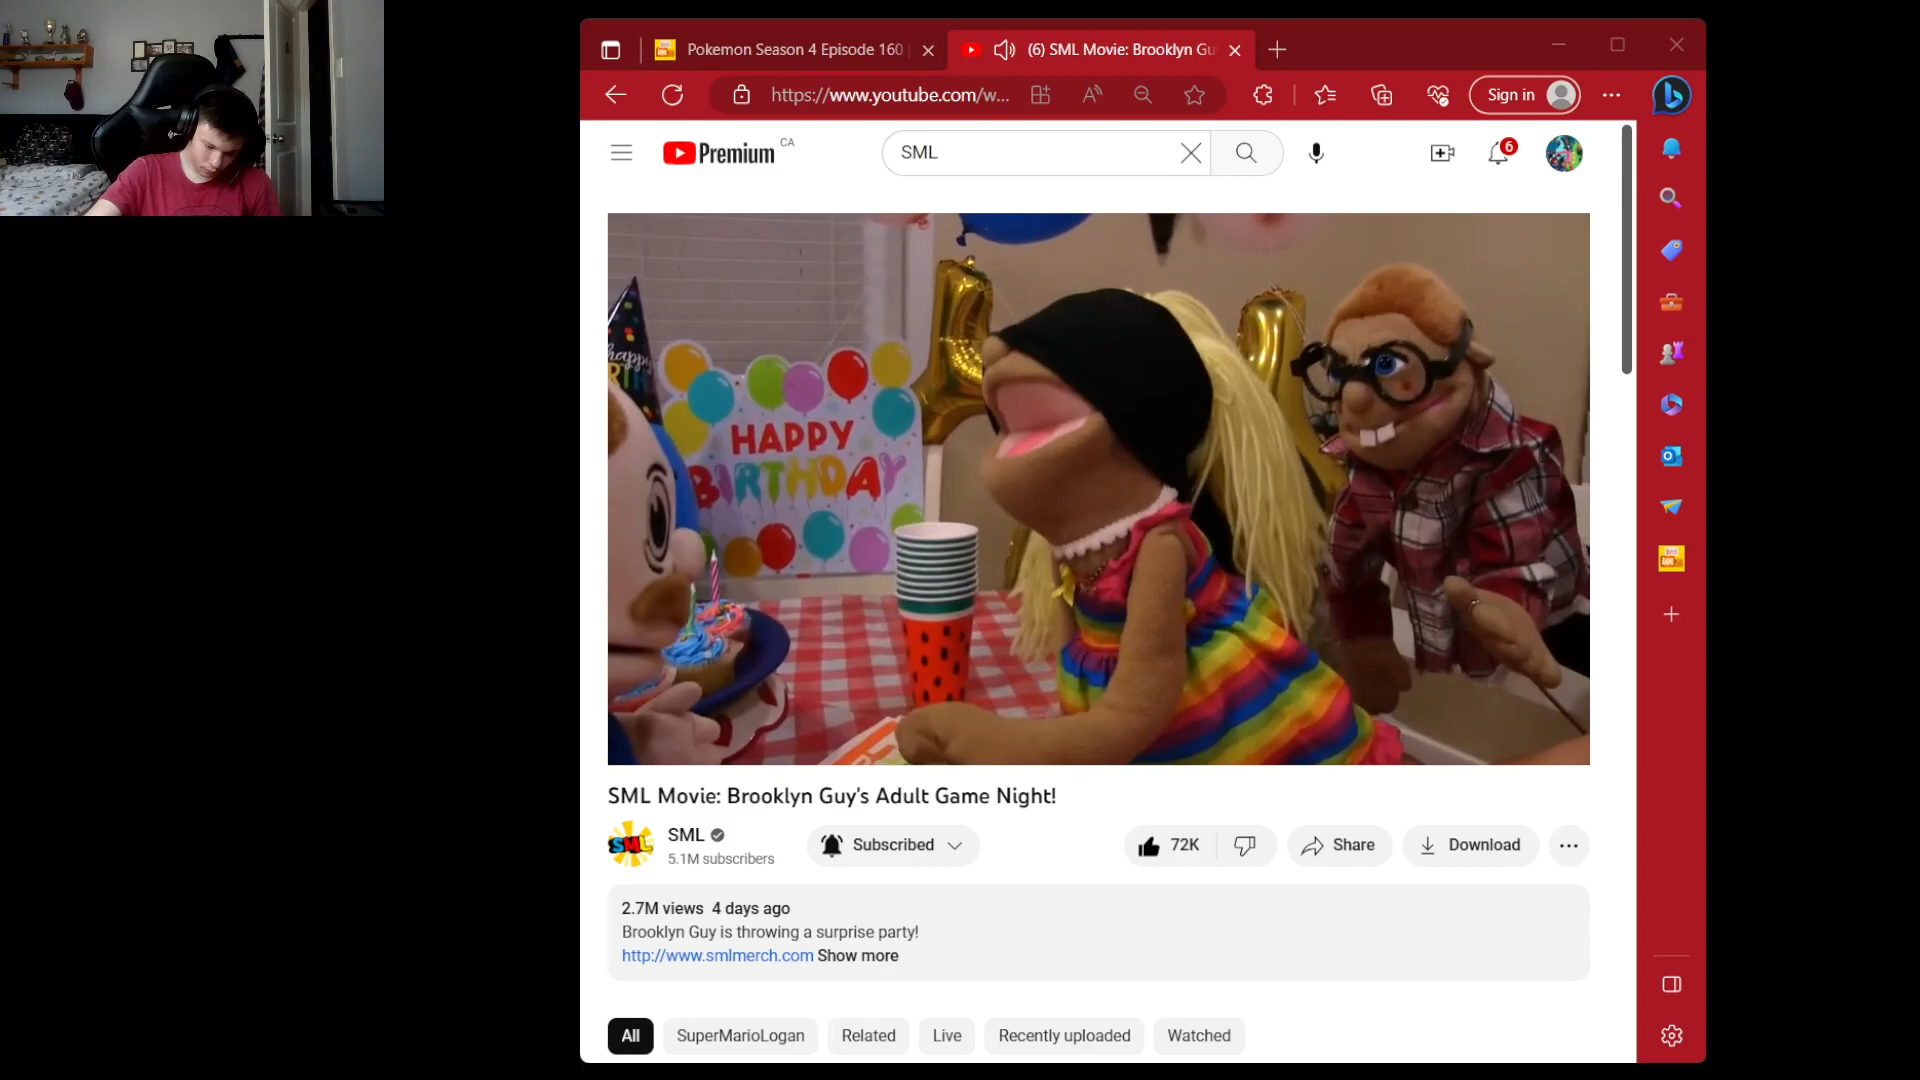 Pokemon Season 4 Episode 160
(6) SML Movie: Brooklyn Gu
https://www.youtube.com/w...
Sign in
Premium CA
SML
6
happy
HAPPY
BIRTHDAY
SML Movie: Brooklyn Guy's Adult Game Night!
SML
SML
5.1M subscribers
Subscribed
72K
Share
Download
2.7M views 4 days ago
Brooklyn Guy is throwing a surprise party!
http://www.smlmerch.com Show more
All
SuperMarioLogan
Related
Live
Recently uploaded
Watched